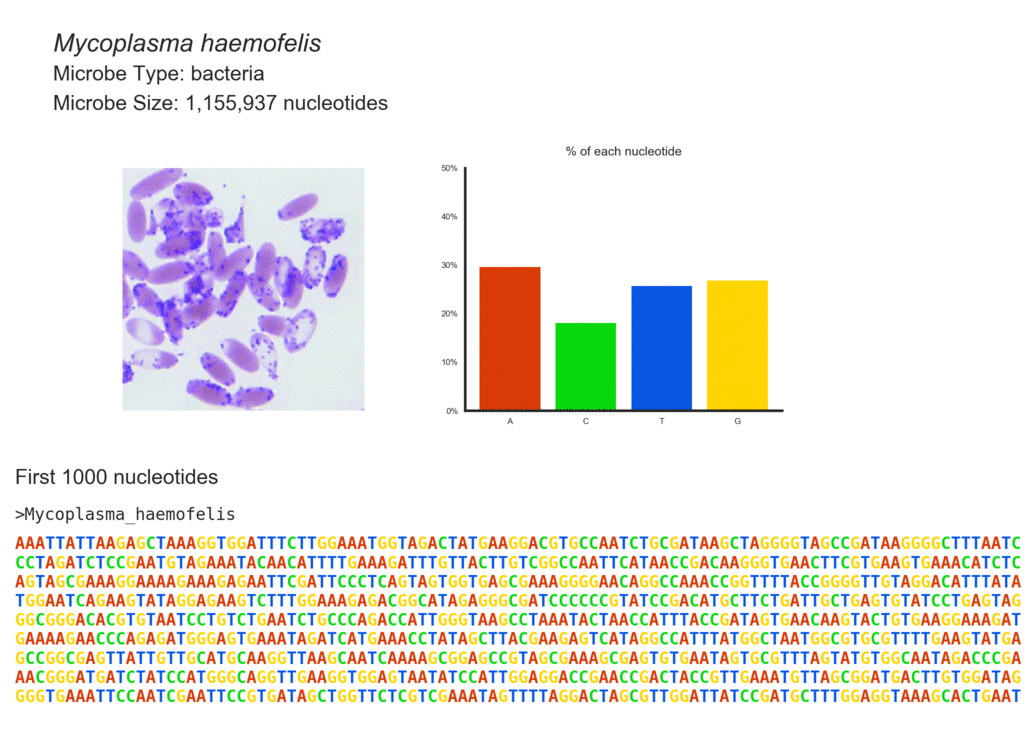 Mycoplasma haemofelis
Microbe Type: bacteria
Microbe Size: 1,155,937 nucleotides
% of each nucleotide
50%
40%
30%
20%
10%
0%
A C T G
First 1000 nucleotides
>Mycoplasma_haemofelis
AAATTATTAAGAGCTAAAGGTGGATTTCTTGGAAATGGTAGACTATGAAGGACGTGCCAATCTGCGATAAGCTAGGGGTAGCCGATAAGGGGCTTTAATC
CCTAGATCTCCGAATGTAGAAATACAACATTTTGAAAGATTTGTTACTTGTCGGCCAATTCATAACCGACAAGGGTGAACTTCGTGAAGTGAAACATCTC
AGTAGCGAAAGGAAAAGAAAGAGAATTCGATTCCCTCAGTAGTGGTGAGCGAAAGGGGAACAGGCCAAACCGGTTTTACCGGGGTTGTAGGACATTTATA
TGGAATCAGAAGTATAGGAGAAGTCTTTGGAAAGAGACGGCATAGAGGGCGATCCCCCCGTATCCGACATGCTTCTGATTGCTGAGTGTATCCTGAGTAG
GGCGGGACACGTGTAATCCTGTCTGAATCTGCCCAGACCATTGGGTAAGCCTAAATACTAACCATTTACCGATAGTGAACAAGTACTGTGAAGGAAAGAT
GAAAAGAACCCAGAGATGGGAGTGAAATAGATCATGAAACCTATAGCTTACGAAGAGTCATAGGCCATTTATGGCTAATGGCGTGCGTTTTGAAGTATGA
GCCGGCGAGTTATTGTTGCATGCAAGGTTAAGCAATCAAAAGCGGAGCCGTAGCGAAAGCGAGTGTGAATAGTGCGTTTAGTATGTGGCAATAGACCCGA
AACGGGATGATCTATCCATGGGCAGGTTGAAGGTGGAGTAATATCCATTGGAGGACCGAACCGACTACCGTTGAAATGTTAGCGGATGACTTGTGGATAG
GGGTGAAATTCCAATCGAATTCCGTGATAGCTGGTTCTCGTCGAAATAGTTTTAGGACTAGCGTTGGATTATCCGATGCTTTGGAGGTAAAGCACTGAAT